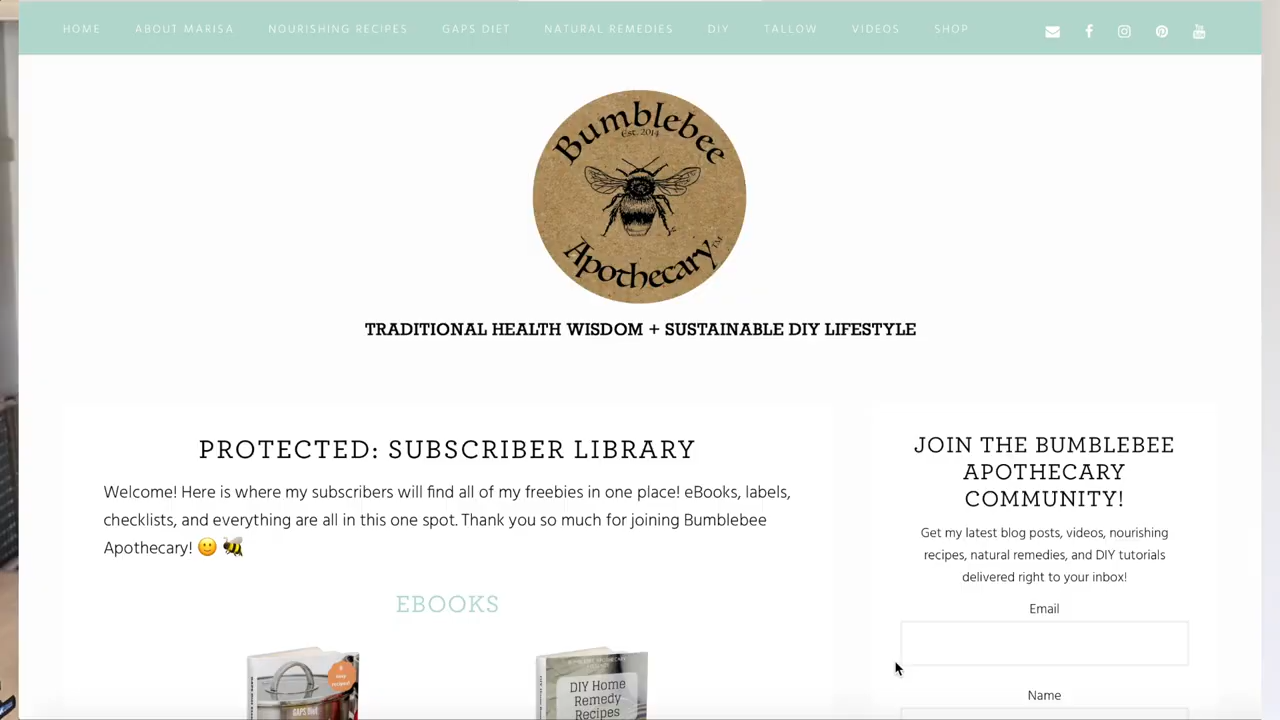 HOME ABOUT MARISA NOURISHING RECIPES GAPS DIET NATURAL REMEDIES DIY TALLOW VIDEOS SHOP
Bumblebee
Est. 2014
Apothecary™
TRADITIONAL HEALTH WISDOM + SUSTAINABLE DIY LIFESTYLE
PROTECTED: SUBSCRIBER LIBRARY
Welcome! Here is where my subscribers will find all of my freebies in one place! eBooks, labels,
checklists, and everything are all in this one spot. Thank you so much for joining Bumblebee
Apothecary! 🙂 🐝
EBOOKS
DIY Home
Remedy
Recipes
JOIN THE BUMBLEBEE
APOTHECARY
COMMUNITY!
Get my latest blog posts, videos, nourishing
recipes, natural remedies, and DIY tutorials
delivered right to your inbox!
Email
Name